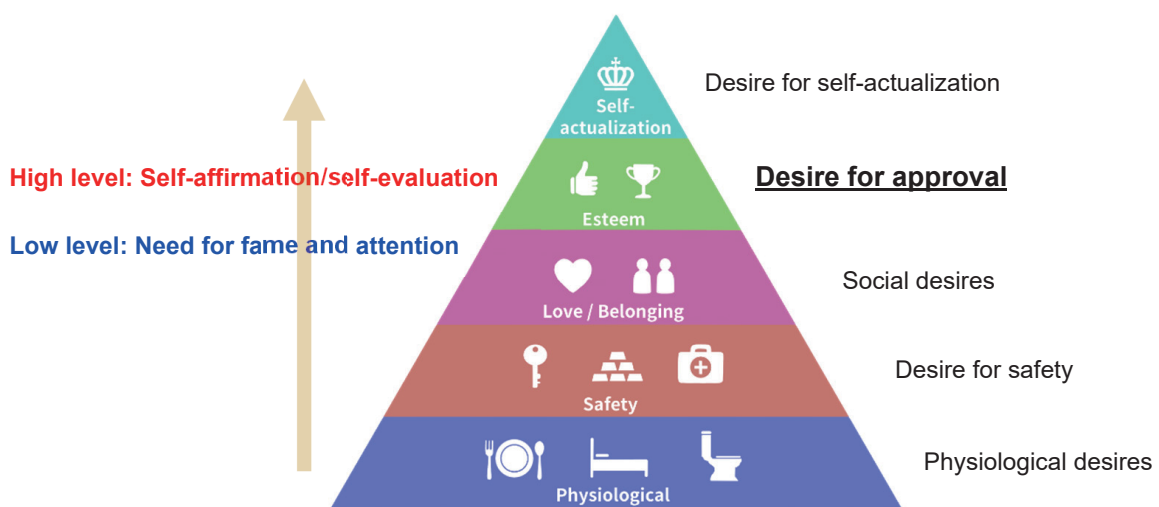 Self-
actualization
Desire for self-actualization
High level: Self-affirmation/self-evaluation
Esteem
Desire for approval
Low level: Need for fame and attention
Love / Belonging
Social desires
Safety
Desire for safety
Physiological
Physiological desires